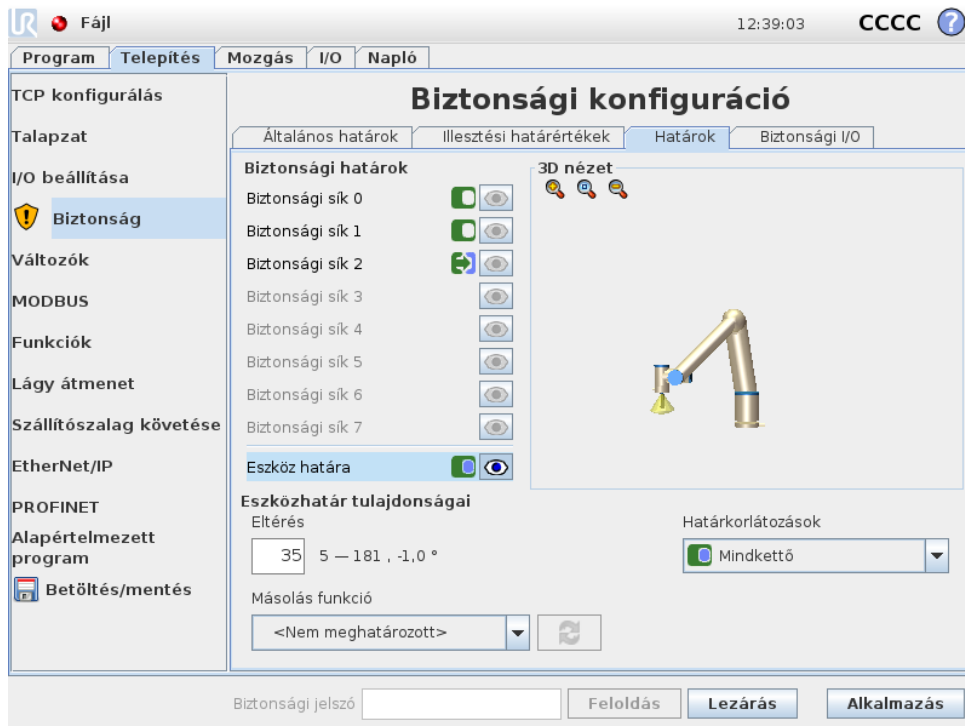 UR Fájl 12:39:03 CCCC ?
Program Telepítés Mozgás I/O Napló
TCP konfigurálás
Talapzat
I/O beállítása
Biztonság
Változók
MODBUS
Funkciók
Lágy átmenet
Szállítószalag követése
EtherNet/IP
PROFINET
Alapértelmezett
program
Betöltés/mentés
Biztonsági konfiguráció
Általános határok Illesztési határértékek Határok Biztonsági I/O
Biztonsági határok
Biztonsági sík 0
Biztonsági sík 1
Biztonsági sík 2
Biztonsági sík 3
Biztonsági sík 4
Biztonsági sík 5
Biztonsági sík 6
Biztonsági sík 7
Eszköz határa
3D nézet
Eszközhatár tulajdonságai
Eltérés
35 5 — 181 , -1,0 °
Határkorlátozások
Mindkettő
Másolás funkció
<Nem meghatározott>
Biztonsági jelszó Feloldás Lezárás Alkalmazás